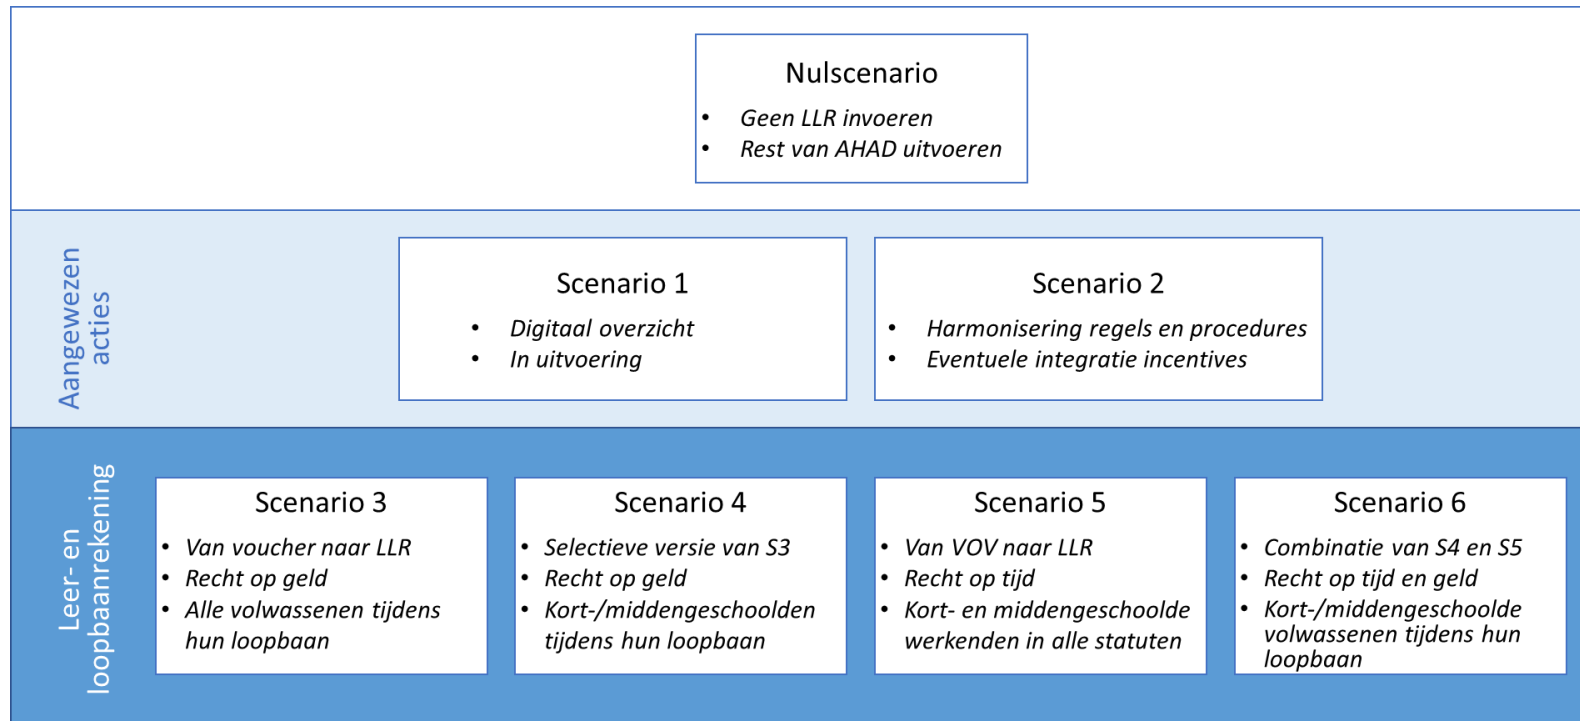 Nulscenario
• Geen LLR invoeren
• Rest van AHAD uitvoeren
Aangewezen
acties
Scenario 1
• Digitaal overzicht
• In uitvoering
Scenario 2
• Harmonisering regels en procedures
• Eventuele integratie incentives
Leer- en
loopbaanrekening
Scenario 3
• Van voucher naar LLR
• Recht op geld
• Alle volwassenen tijdens
hun loopbaan
Scenario 4
• Selectieve versie van S3
• Recht op geld
• Kort-/middengeschoolden
tijdens hun loopbaan
Scenario 5
• Van VOV naar LLR
• Recht op tijd
• Kort- en middengeschoolde
werkenden in alle statuten
Scenario 6
• Combinatie van S4 en S5
• Recht op tijd en geld
• Kort-/middengeschoolde
volwassenen tijdens hun
loopbaan